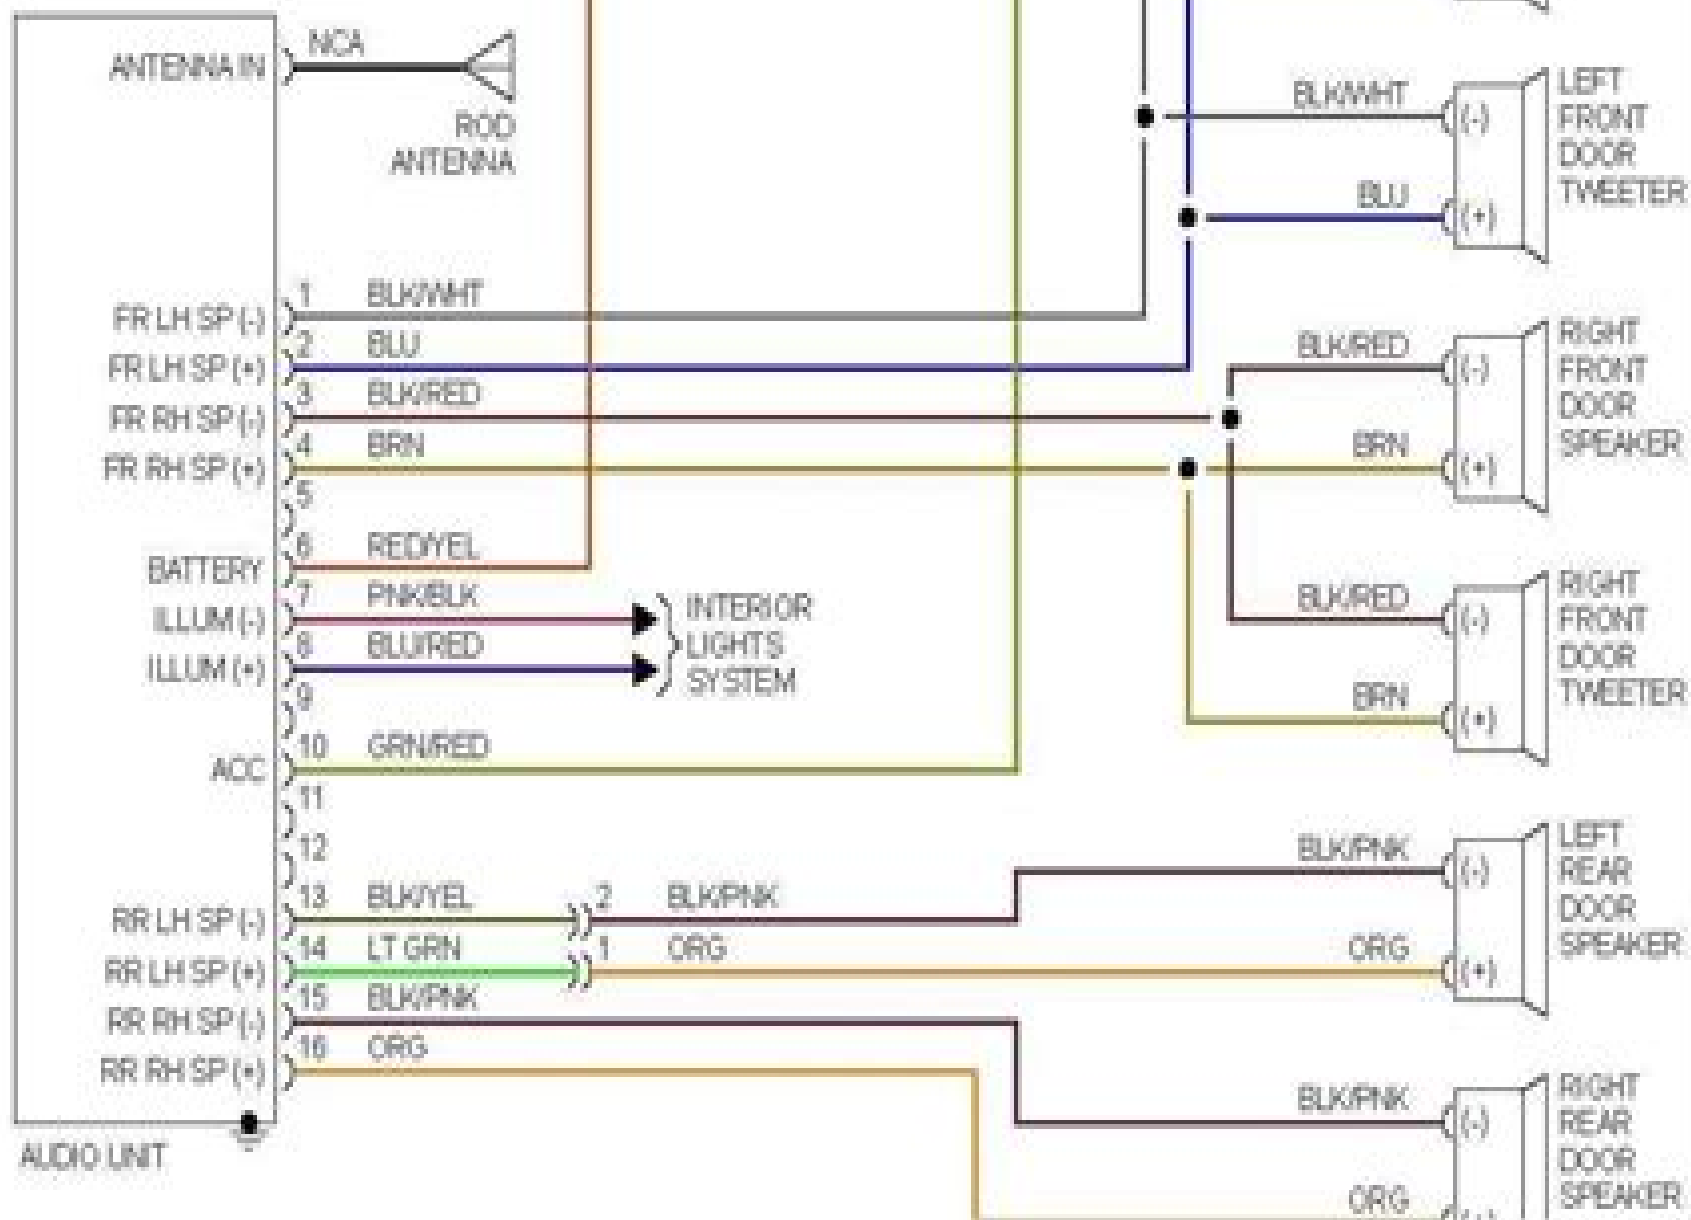 ANTENNA IN
NCA
ROD
ANTENNA
BLK/WHT
(-)
BLU
(+)
LEFT
FRONT
DOOR
TWEETER
FR LH SP (-)
1
BLK/WHT
FR LH SP (+)
2
BLU
FR RH SP (-)
3
BLK/RED
FR RH SP (+)
4
BRN
5
BLK/RED
(-)
BRN
(+)
RIGHT
FRONT
DOOR
SPEAKER
BATTERY
6
RED/YEL
ILLUM (-)
7
PNK/BLK
ILLUM (+)
8
BLU/RED
INTERIOR
LIGHTS
SYSTEM
9
BLK/RED
(-)
BRN
(+)
RIGHT
FRONT
DOOR
TWEETER
ACC
10
GRN/RED
11
12
RR LH SP (-)
13
BLK/YEL
2
BLK/PNK
RR LH SP (+)
14
LT GRN
1
ORG
BLK/PNK
(-)
ORG
(+)
LEFT
REAR
DOOR
SPEAKER
RR RH SP (-)
15
BLK/PNK
RR RH SP (+)
16
ORG
BLK/PNK
(-)
ORG
RIGHT
REAR
DOOR
SPEAKER
AUDIO UNIT